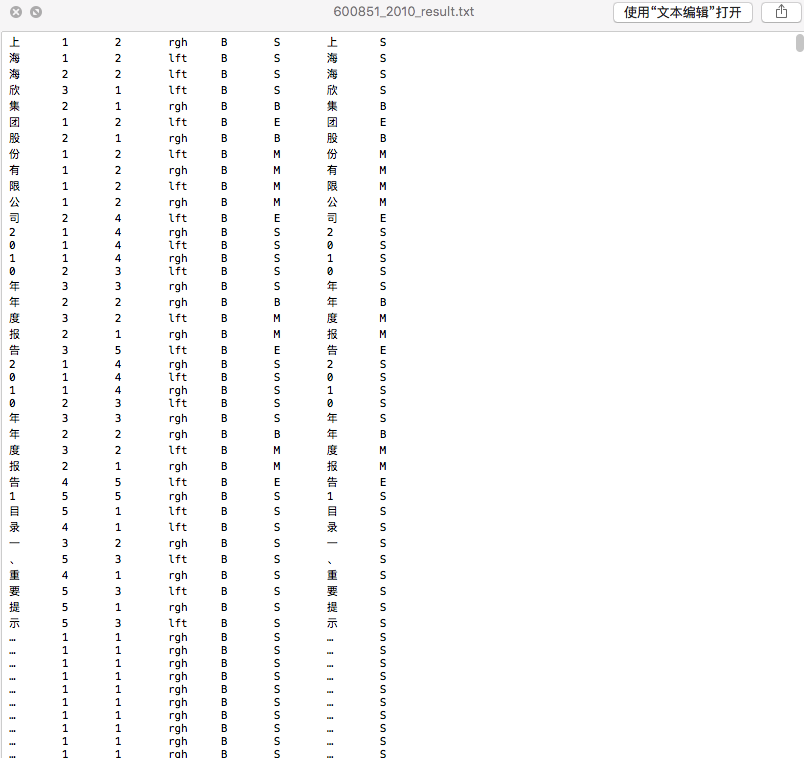 600851_2010_result.txt
使用“文本编辑”打开
上 1 2 rgh B S 上 S
海 1 2 lft B S 海 S
海 2 2 lft B S 海 S
欣 3 1 lft B S 欣 S
集 2 1 rgh B B 集 B
团 1 2 lft B E 团 E
股 2 1 rgh B B 股 B
份 1 2 lft B M 份 M
有 1 2 rgh B M 有 M
限 1 2 lft B M 限 M
公 1 2 rgh B M 公 M
司 2 4 lft B E 司 E
2 1 4 rgh B S 2 S
0 1 4 lft B S 0 S
1 1 4 rgh B S 1 S
0 2 3 lft B S 0 S
年 3 3 rgh B S 年 S
年 2 2 rgh B B 年 B
度 3 2 lft B M 度 M
报 2 1 rgh B M 报 M
告 3 5 lft B E 告 E
2 1 4 rgh B S 2 S
0 1 4 lft B S 0 S
1 1 4 rgh B S 1 S
0 2 3 lft B S 0 S
年 3 3 rgh B S 年 S
年 2 2 rgh B B 年 B
度 3 2 lft B M 度 M
报 2 1 rgh B M 报 M
告 4 5 lft B E 告 E
1 5 5 rgh B S 1 S
目 5 1 lft B S 目 S
录 4 1 lft B S 录 S
一 3 2 rgh B S 一 S
、 5 3 lft B S 、 S
重 4 1 rgh B S 重 S
要 5 3 lft B S 要 S
提 5 1 rgh B S 提 S
示 5 3 lft B S 示 S
… 1 1 rgh B S … S
… 1 1 rgh B S … S
… 1 1 rgh B S … S
… 1 1 rgh B S … S
… 1 1 rgh B S … S
… 1 1 rgh B S … S
… 1 1 rgh B S … S
… 1 1 rgh B S … S
… 1 1 rgh B S … S
… 1 1 rgh B S … S